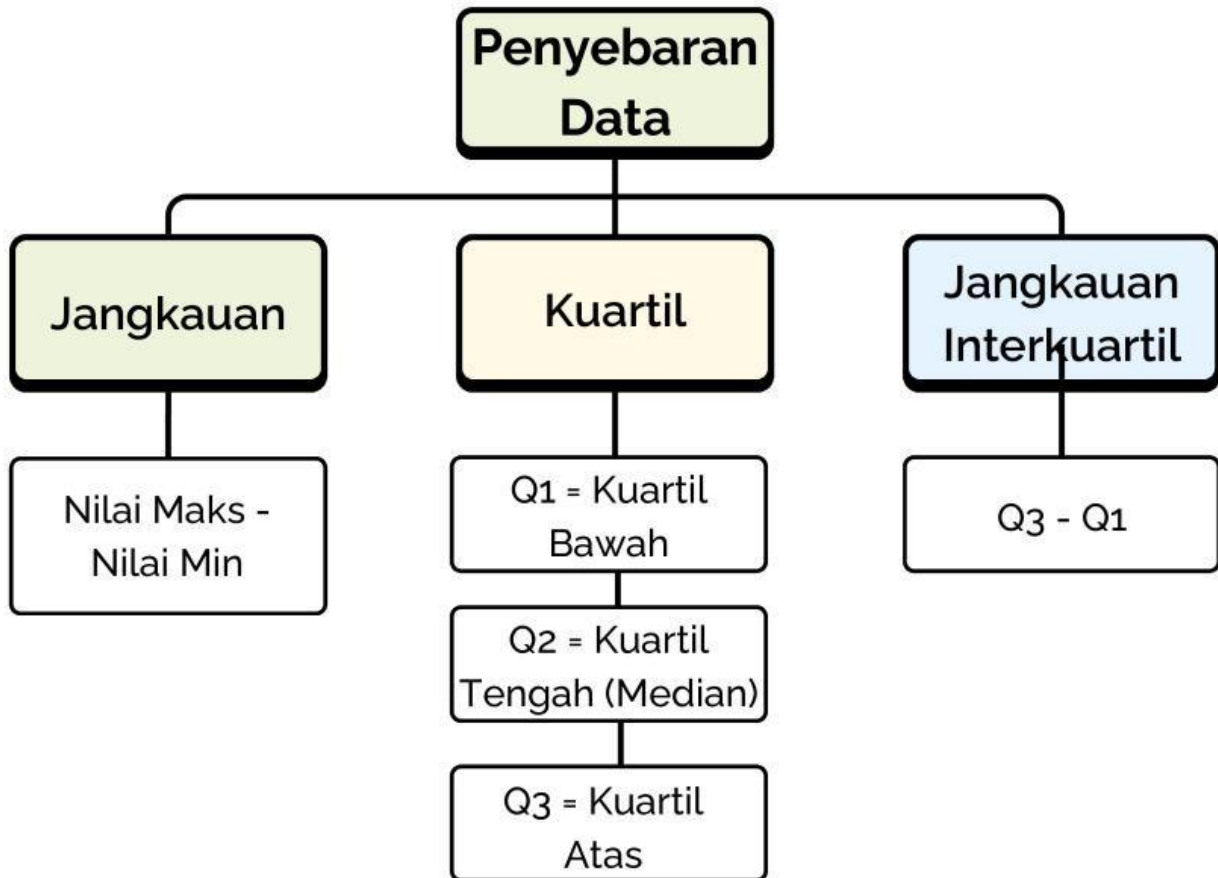 Penyebaran
Data
Jangkauan
Kuartil
Jangkauan
Interkuartil
Nilai Maks -
Nilai Min
Q1 = Kuartil
Bawah
Q2 = Kuartil
Tengah (Median)
Q3 = Kuartil
Atas
Q3 - Q1